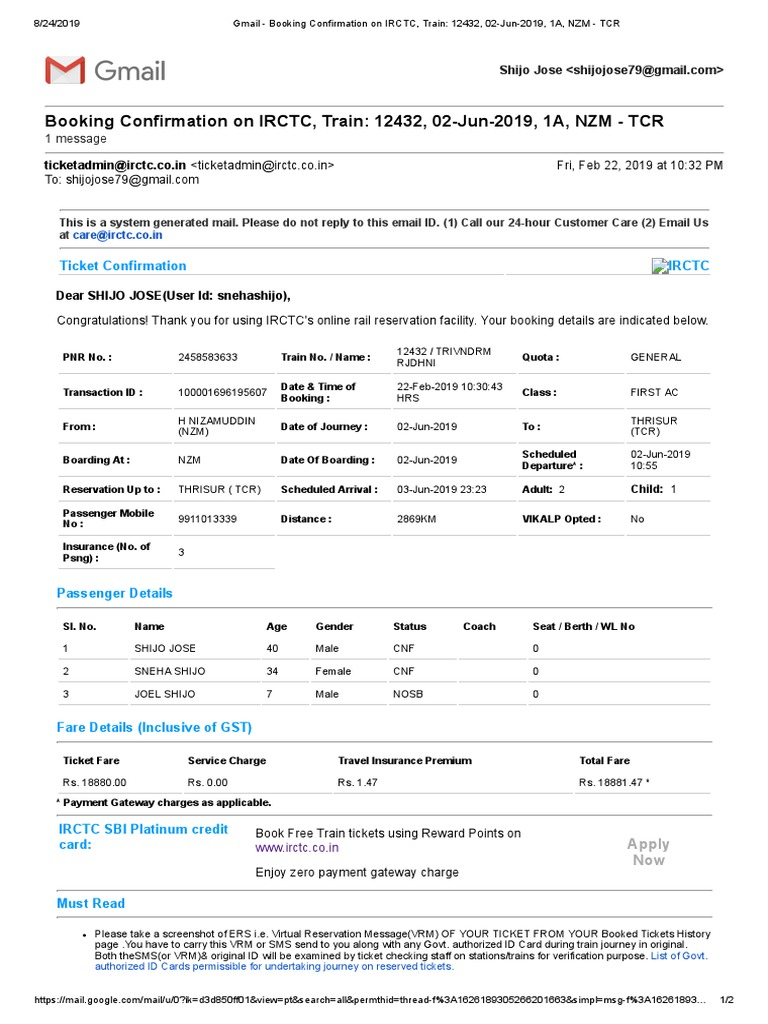 8/24/2019 Gmail - Booking Confirmation on IRCTC, Train: 12432, 02-Jun-2019, 1A, NZM - TCR
Gmail
Shijo Jose <shijojose79@gmail.com>
Booking Confirmation on IRCTC, Train: 12432, 02-Jun-2019, 1A, NZM - TCR
1 message
ticketadmin@irctc.co.in <ticketadmin@irctc.co.in> Fri, Feb 22, 2019 at 10:32 PM
To: shijojose79@gmail.com
This is a system generated mail. Please do not reply to this email ID. (1) Call our 24-hour Customer Care (2) Email Us
at care@irctc.co.in
Ticket Confirmation IRCTC
Dear SHIJO JOSE(User Id: snehashijo),
Congratulations! Thank you for using IRCTC's online rail reservation facility. Your booking details are indicated below.
PNR No. : 2458583633 Train No. / Name : 12432 / TRIVNDRM RJDHNI Quota : GENERAL
Transaction ID : 100001696195607 Date & Time of Booking : 22-Feb-2019 10:30:43 HRS Class : FIRST AC
From : H NIZAMUDDIN (NZM) Date of Journey : 02-Jun-2019 To : THRISUR (TCR)
Boarding At : NZM Date Of Boarding : 02-Jun-2019 Scheduled Departure* : 02-Jun-2019 10:55
Reservation Up to : THRISUR ( TCR) Scheduled Arrival : 03-Jun-2019 23:23 Adult: 2 Child: 1
Passenger Mobile No : 9911013339 Distance : 2869KM VIKALP Opted : No
Insurance (No. of Psng) : 3
Passenger Details
Sl. No. Name Age Gender Status Coach Seat / Berth / WL No
1 SHIJO JOSE 40 Male CNF 0
2 SNEHA SHIJO 34 Female CNF 0
3 JOEL SHIJO 7 Male NOSB 0
Fare Details (Inclusive of GST)
Ticket Fare Service Charge Travel Insurance Premium Total Fare
Rs. 18880.00 Rs. 0.00 Rs. 1.47 Rs. 18881.47 *
* Payment Gateway charges as applicable.
IRCTC SBI Platinum credit card:
Book Free Train tickets using Reward Points on
www.irctc.co.in
Enjoy zero payment gateway charge
Apply
Now
Must Read
• Please take a screenshot of ERS i.e. Virtual Reservation Message(VRM) OF YOUR TICKET FROM YOUR Booked Tickets History
page .You have to carry this VRM or SMS send to you along with any Govt. authorized ID Card during train journey in original.
Both theSMS(or VRM)& original ID will be examined by ticket checking staff on stations/trains for verification purpose. List of Govt.
authorized ID Cards permissible for undertaking journey on reserved tickets.
https://mail.google.com/mail/u/0?ik=d3d850ff01&view=pt&search=all&permthid=thread-f%3A1626189305266201663&simpl=msg-f%3A16261893… 1/2